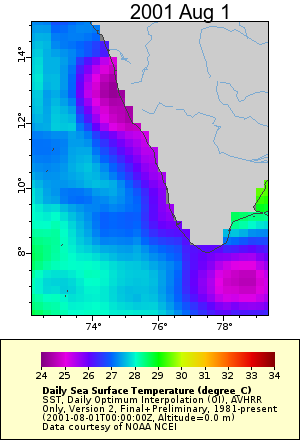 2001 Aug 1
14°
12°
10°
8°
74° 76° 78°
24 25 26 27 28 29 30 31 32 33 34
Daily Sea Surface Temperature (degree_C)
SST, Daily Optimum Interpolation (OI), AVHRR
Only, Version 2, Final+Preliminary, 1981-present
(2001-08-01T00:00:00Z, Altitude=0.0 m)
Data courtesy of NOAA NCEI